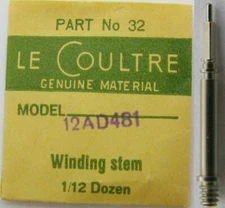 PART No 32
LE COULTRE
GENUINE MATERIAL
MODEL 12AD481
Winding stem
1/12 Dozen